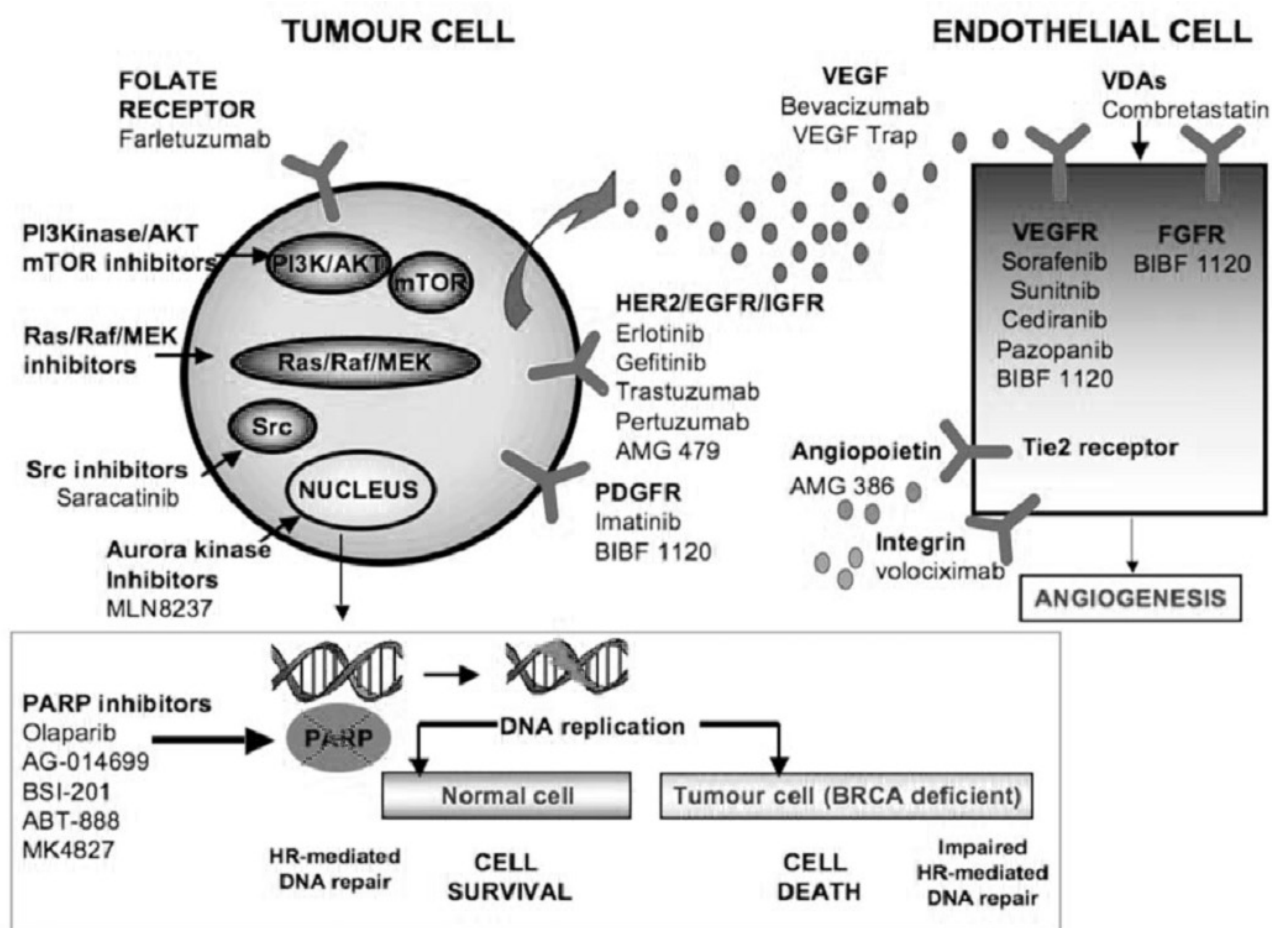 TUMOUR CELL
ENDOTHELIAL CELL
FOLATE
RECEPTOR
Farletuzumab
VEGF
Bevacizumab
VEGF Trap
VDAs
Combretastatin
PI3Kinase/AKT
mTOR inhibitors
PI3K/AKT
mTOR
VEGFR
Sorafenib
Sunitnib
Cediranib
Pazopanib
BIBF 1120
FGFR
BIBF 1120
HER2/EGFR/IGFR
Erlotinib
Gefitinib
Trastuzumab
Pertuzumab
AMG 479
Ras/Raf/MEK
inhibitors
Ras/Raf/MEK
Src
Src inhibitors
Saracatinib
NUCLEUS
PDGFR
Imatinib
BIBF 1120
Angiopoietin
AMG 386
Tie2 receptor
Integrin
volociximab
Aurora kinase
Inhibitors
MLN8237
ANGIOGENESIS
PARP inhibitors
Olaparib
AG-014699
BSI-201
ABT-888
MK4827
PARP
DNA replication
Normal cell
Tumour cell (BRCA deficient)
HR-mediated
DNA repair
CELL
SURVIVAL
CELL
DEATH
Impaired
HR-mediated
DNA repair